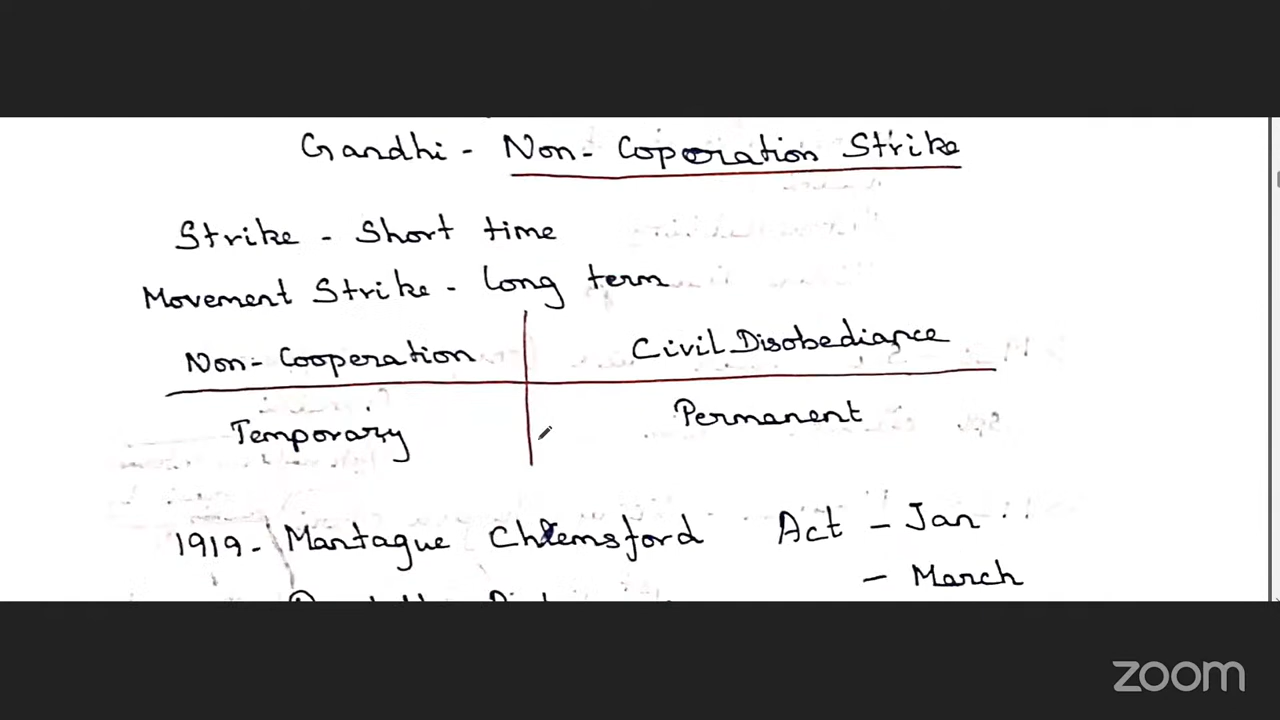 Gandhi - Non-Coporation Strike
Strike - Short time
Movement Strike - Long term
Non-Cooperation Civil Disobediance
Temporary Permanent
1919 - Mantague Chlemsford Act - Jan
- March
zoom